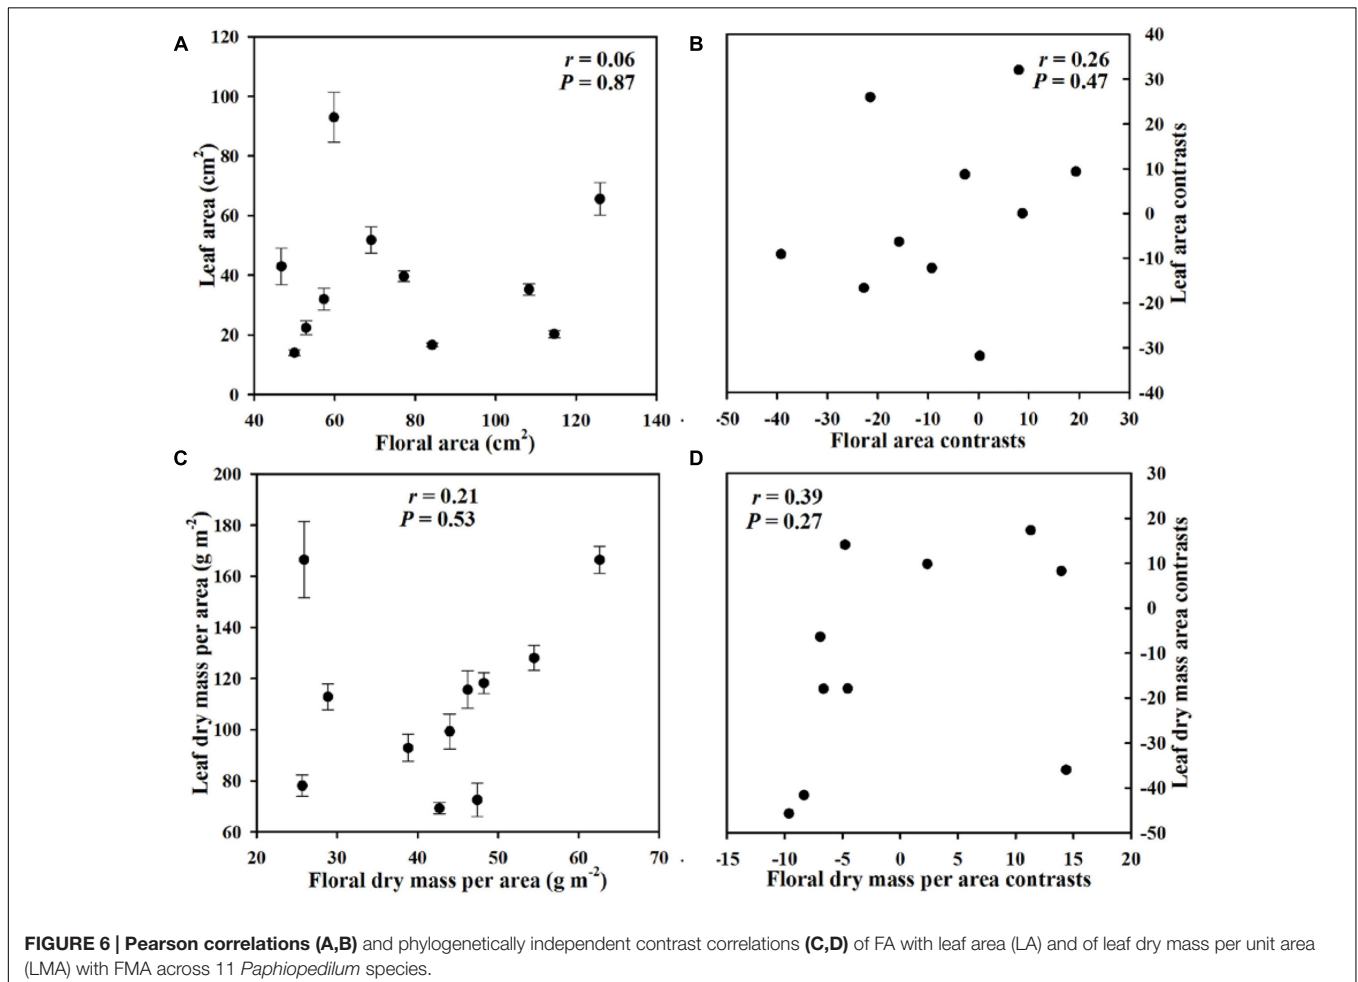 A
r = 0.06
P = 0.87
120
100
80
60
40
20
0
Leaf area (cm2)
40 60 80 100 120 140
Floral area (cm2)
B
r = 0.26
P = 0.47
40
30
20
10
0
-10
-20
-30
-40
Leaf area contrasts
-50 -40 -30 -20 -10 0 10 20 30
Floral area contrasts
C
r = 0.21
P = 0.53
200
180
160
140
120
100
80
60
Leaf dry mass per area (g m-2)
20 30 40 50 60 70
Floral dry mass per area (g m-2)
D
r = 0.39
P = 0.27
30
20
10
0
-10
-20
-30
-40
-50
Leaf dry mass area contrasts
-15 -10 -5 0 5 10 15 20
Floral dry mass per area contrasts
FIGURE 6 | Pearson correlations (A,B) and phylogenetically independent contrast correlations (C,D) of FA with leaf area (LA) and of leaf dry mass per unit area
(LMA) with FMA across 11 Paphiopedilum species.